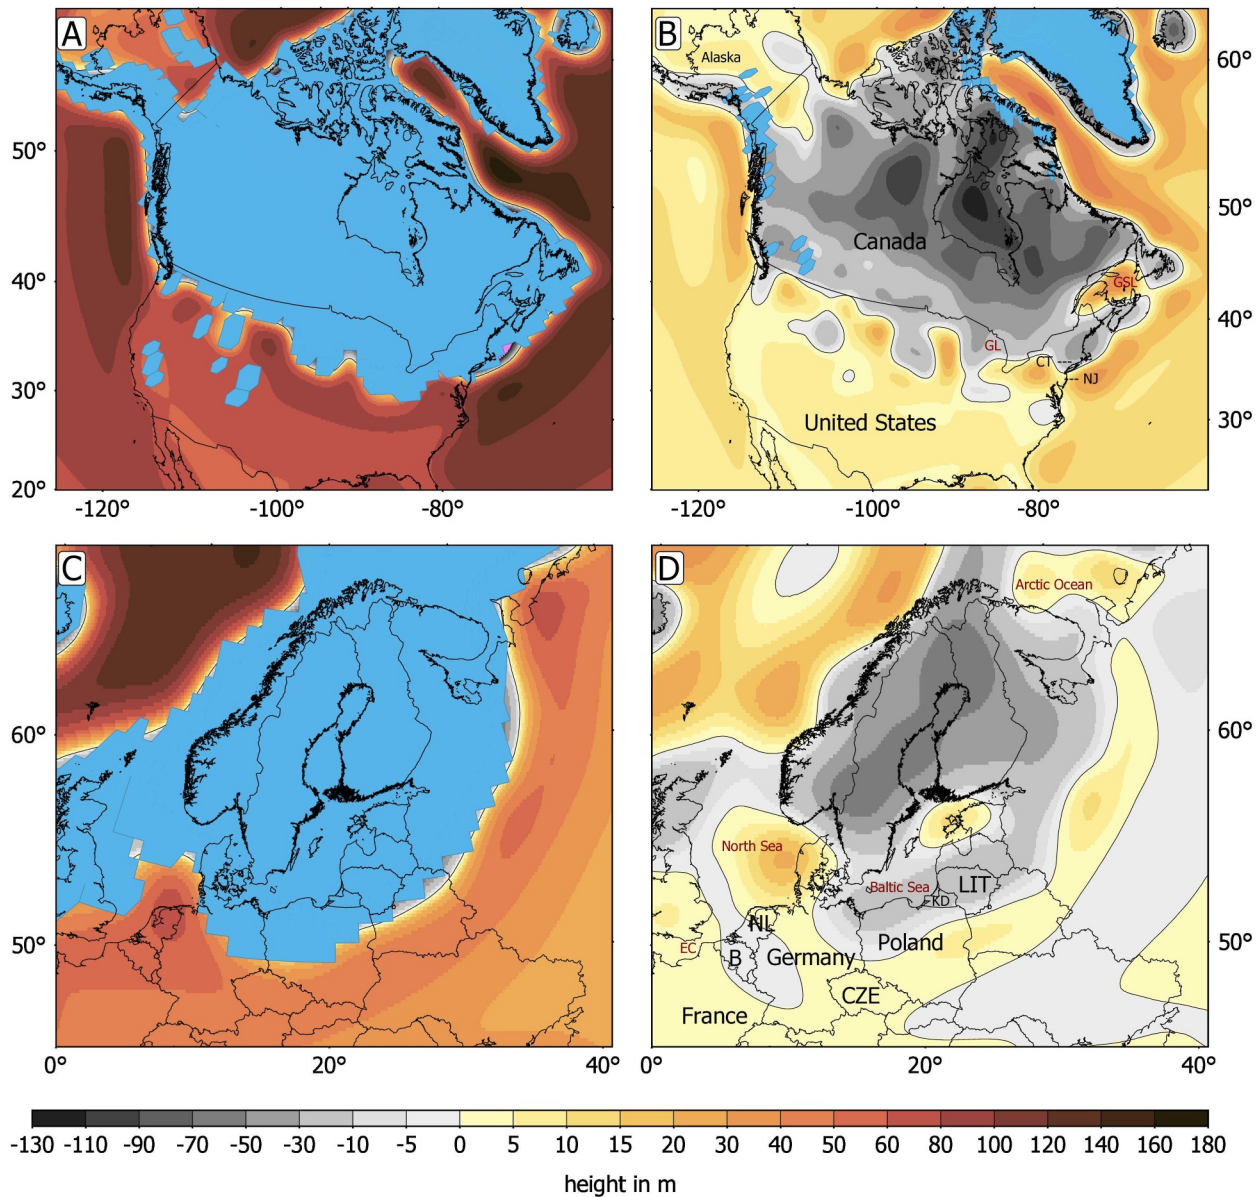 A
B
Alaska
Canada
GSL
GL
CT
NJ
United States
50°
40°
30°
20°
60°
50°
40°
30°
-120°
-100°
-80°
-120°
-100°
-80°
C
D
Arctic Ocean
North Sea
Baltic Sea
LIT
KD
NL
Poland
EC
B
Germany
CZE
France
60°
50°
60°
50°
0°
20°
40°
0°
20°
40°
-130 -110 -90 -70 -50 -30 -10 -5 0 5 10 15 20 30 40 50 60 80 100 120 140 160 180
height in m